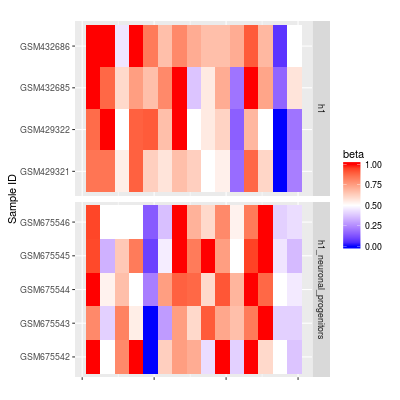 GSM432686
GSM432685
GSM429322
GSM429321
h1
GSM675546
GSM675545
GSM675544
GSM675543
GSM675542
h1_neuronal_progenitors
Sample ID
beta
1.00
0.75
0.50
0.25
0.00